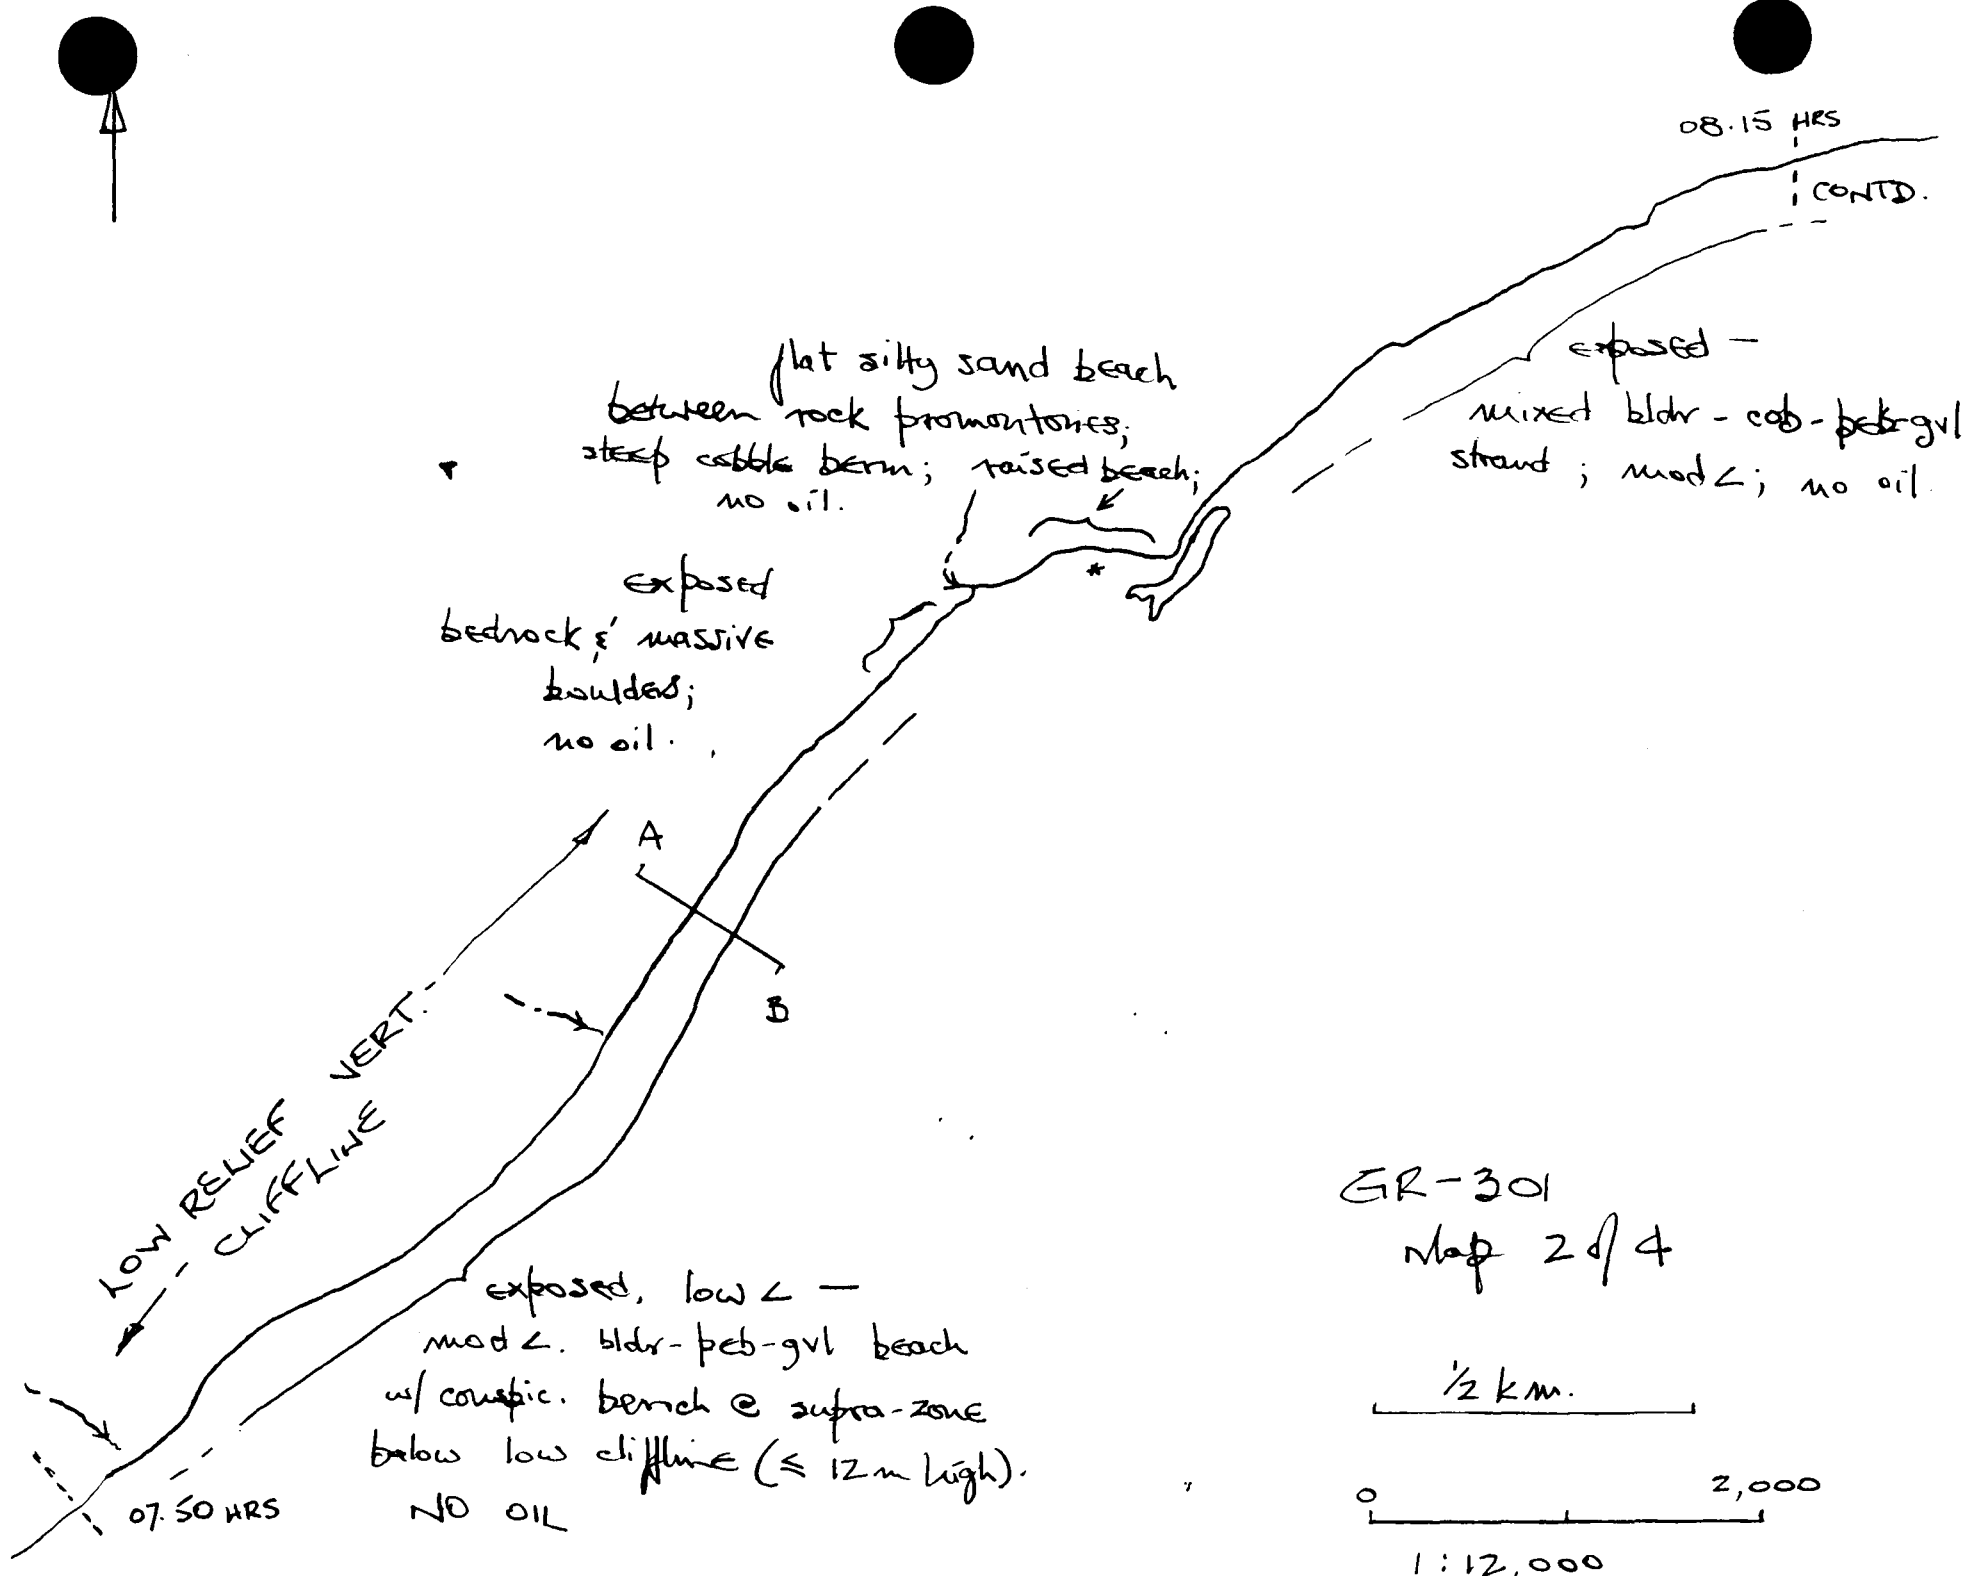 08.15 HRS
CONTD.
flat silty sand beach
between rock promontories;
steep cobble berm; raised beach;
no oil.
exposed —
mixed bldr - cob - peb-gvl
strand ; mod <; no oil
*
exposed
bedrock & massive
boulders;
no oil.
A
B
LOW RELIEF VERT.
CLIFFLINE
exposed, low < —
mod <. bldr-peb-gvl beach
w/ conspic. bench @ supra-zone
below low cliffline (≤ 12m high).
NO OIL
07.50 HRS
GR-301
Map 2 of 4
1/2 km.
0 2,000
1:12,000